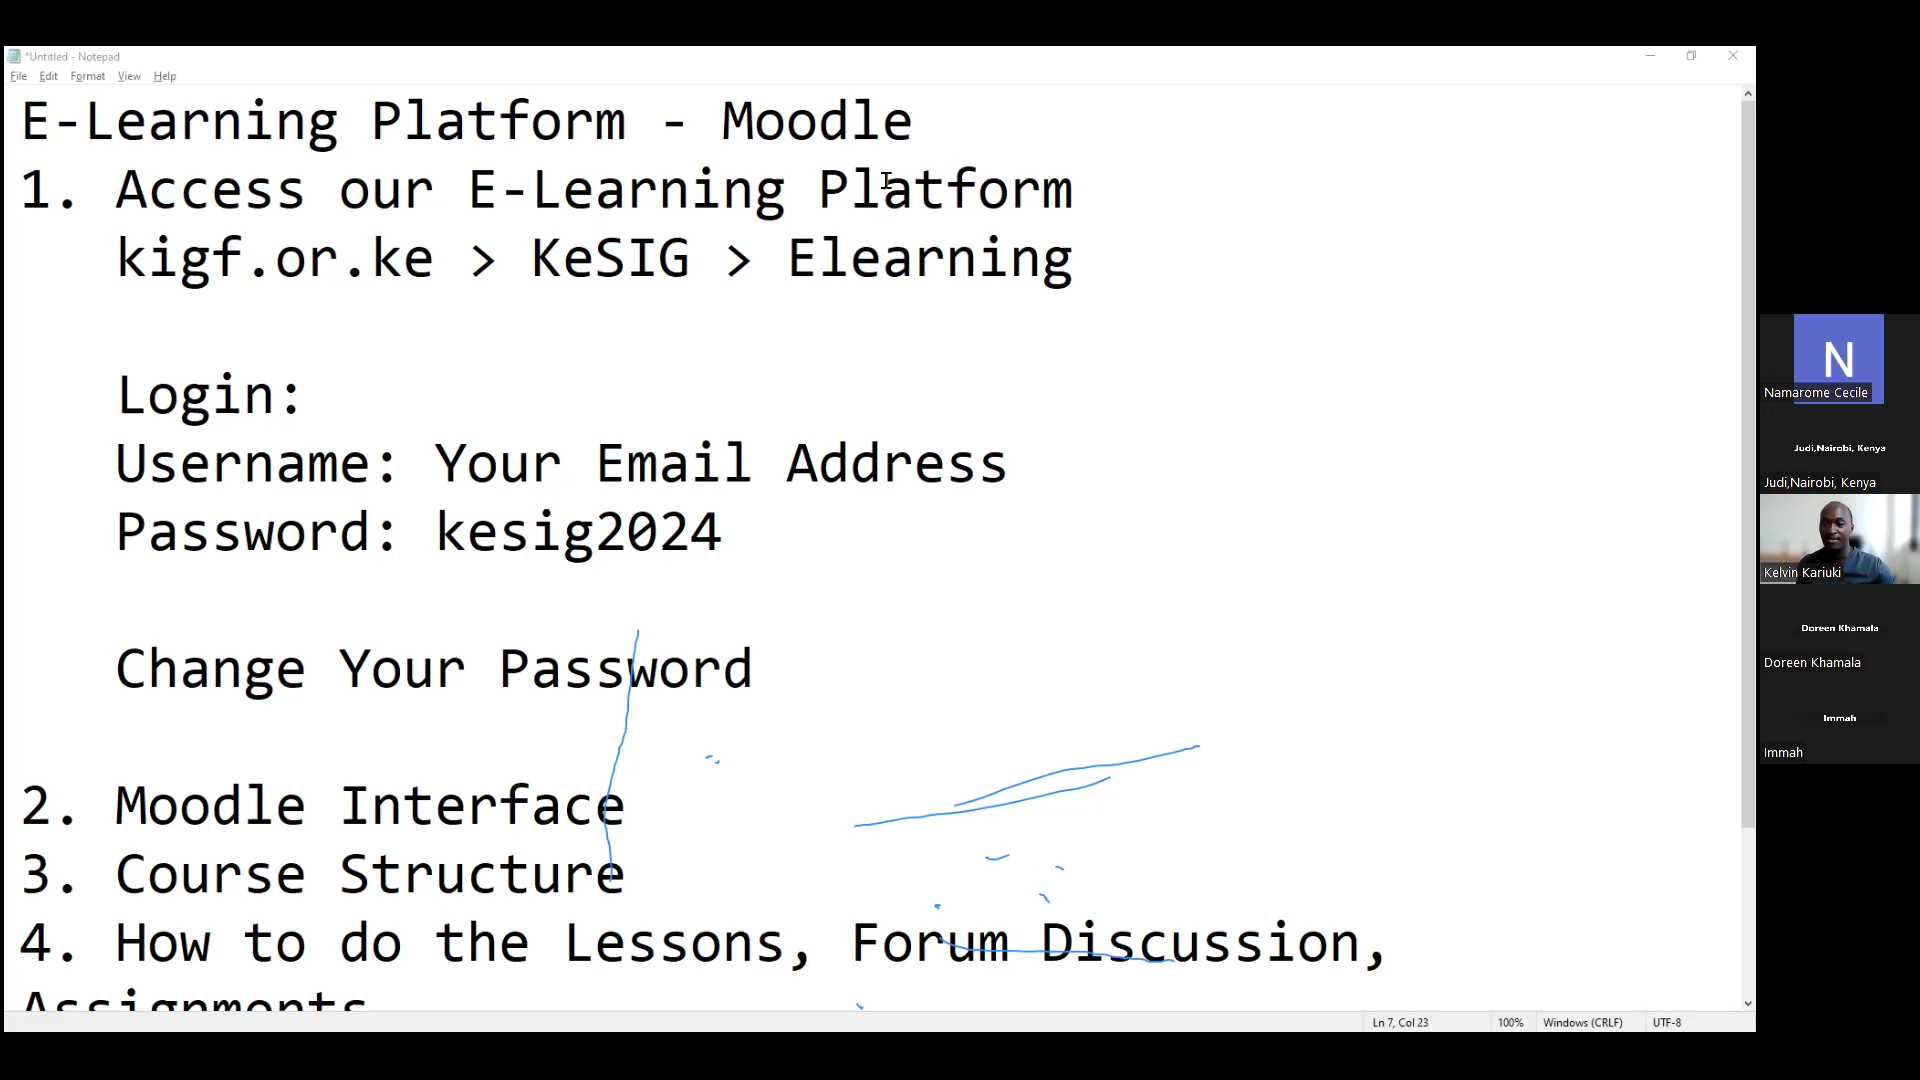 *Untitled - Notepad
File Edit Format View Help
E-Learning Platform - Moodle
1. Access our E-Learning Platform
kigf.or.ke > KeSIG > Elearning
Login:
Username: Your Email Address
Password: kesig2024
Change Your Password
2. Moodle Interface
3. Course Structure
4. How to do the Lessons, Forum Discussion,
Assignments
Ln 7, Col 23 100% Windows (CRLF) UTF-8
N
Namarome Cecile
Judi,Nairobi, Kenya
Judi,Nairobi, Kenya
Kelvin Kariuki
Doreen Khamala
Doreen Khamala
Immah
Immah